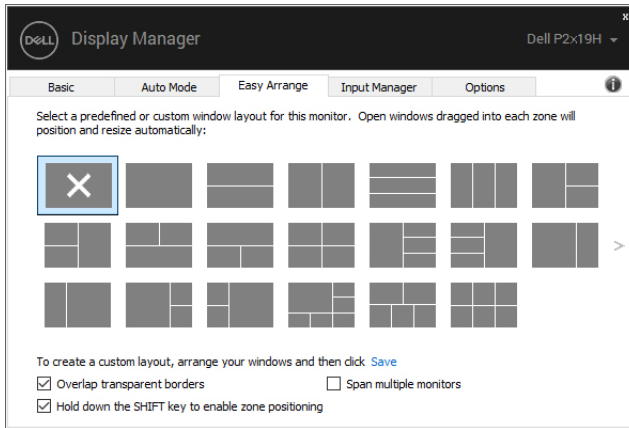 x
DELL Display Manager Dell P2x19H
Basic Auto Mode Easy Arrange Input Manager Options i
Select a predefined or custom window layout for this monitor. Open windows dragged into each zone will
position and resize automatically:
>
To create a custom layout, arrange your windows and then click Save
Overlap transparent borders Span multiple monitors
Hold down the SHIFT key to enable zone positioning